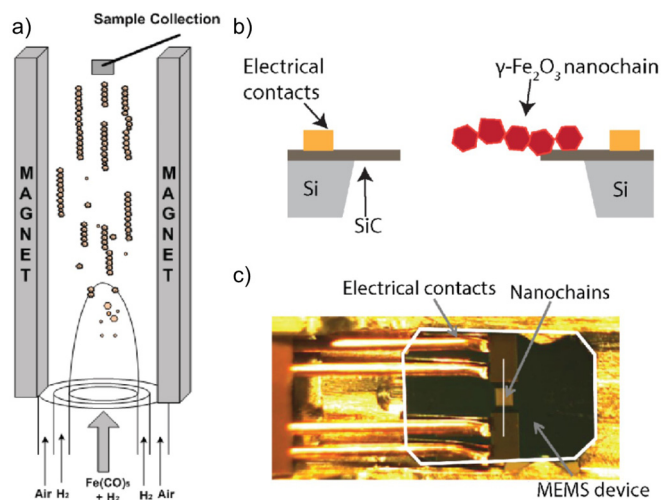 a)
Sample Collection
MAGNET
MAGNET
Fe(CO)₅
+ H₂
Air H₂
H₂ Air
b)
Electrical
contacts
γ-Fe₂O₃ nanochain
Si
SiC
Si
c)
Electrical contacts
Nanochains
MEMS device